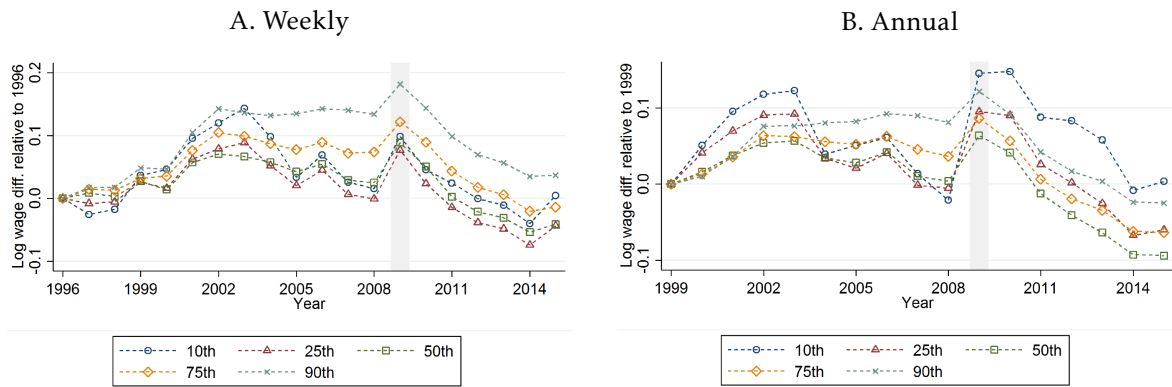 A. Weekly
Log wage diff. relative to 1996
0.2
0.1
0.0
-0.1
1996 1999 2002 2005 2008 2011 2014
Year
10th 25th 50th
75th 90th
B. Annual
Log wage diff. relative to 1999
0.1
0.0
-0.1
1999 2002 2005 2008 2011 2014
Year
10th 25th 50th
75th 90th